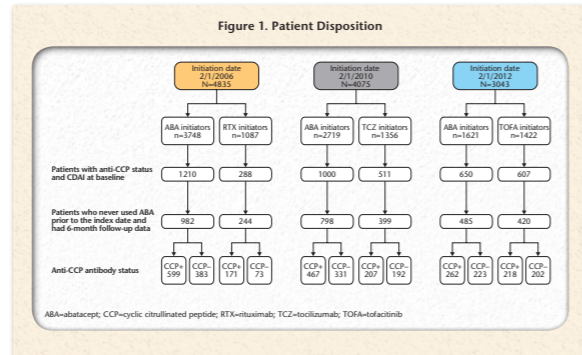 Figure 1. Patient Disposition
Initiation date
2/1/2006
N=4835
Initiation date
2/1/2010
N=4075
Initiation date
2/1/2012
N=3043
ABA initiators
n=3748
RTX initiators
n=1087
ABA initiators
n=2719
TCZ initiators
n=1356
ABA initiators
n=1621
TOFA initiators
n=1422
Patients with anti-CCP status
and CDAI at baseline
1210
288
1000
511
650
607
Patients who never used ABA
prior to the index date and
had 6-month follow-up data
982
244
798
399
485
420
Anti-CCP antibody status
CCP+
599
CCP–
383
CCP+
171
CCP–
73
CCP+
467
CCP–
331
CCP+
207
CCP–
192
CCP+
262
CCP–
223
CCP+
218
CCP–
202
ABA=abatacept; CCP=cyclic citrullinated peptide; RTX=rituximab; TCZ=tocilizumab; TOFA=tofacitinib